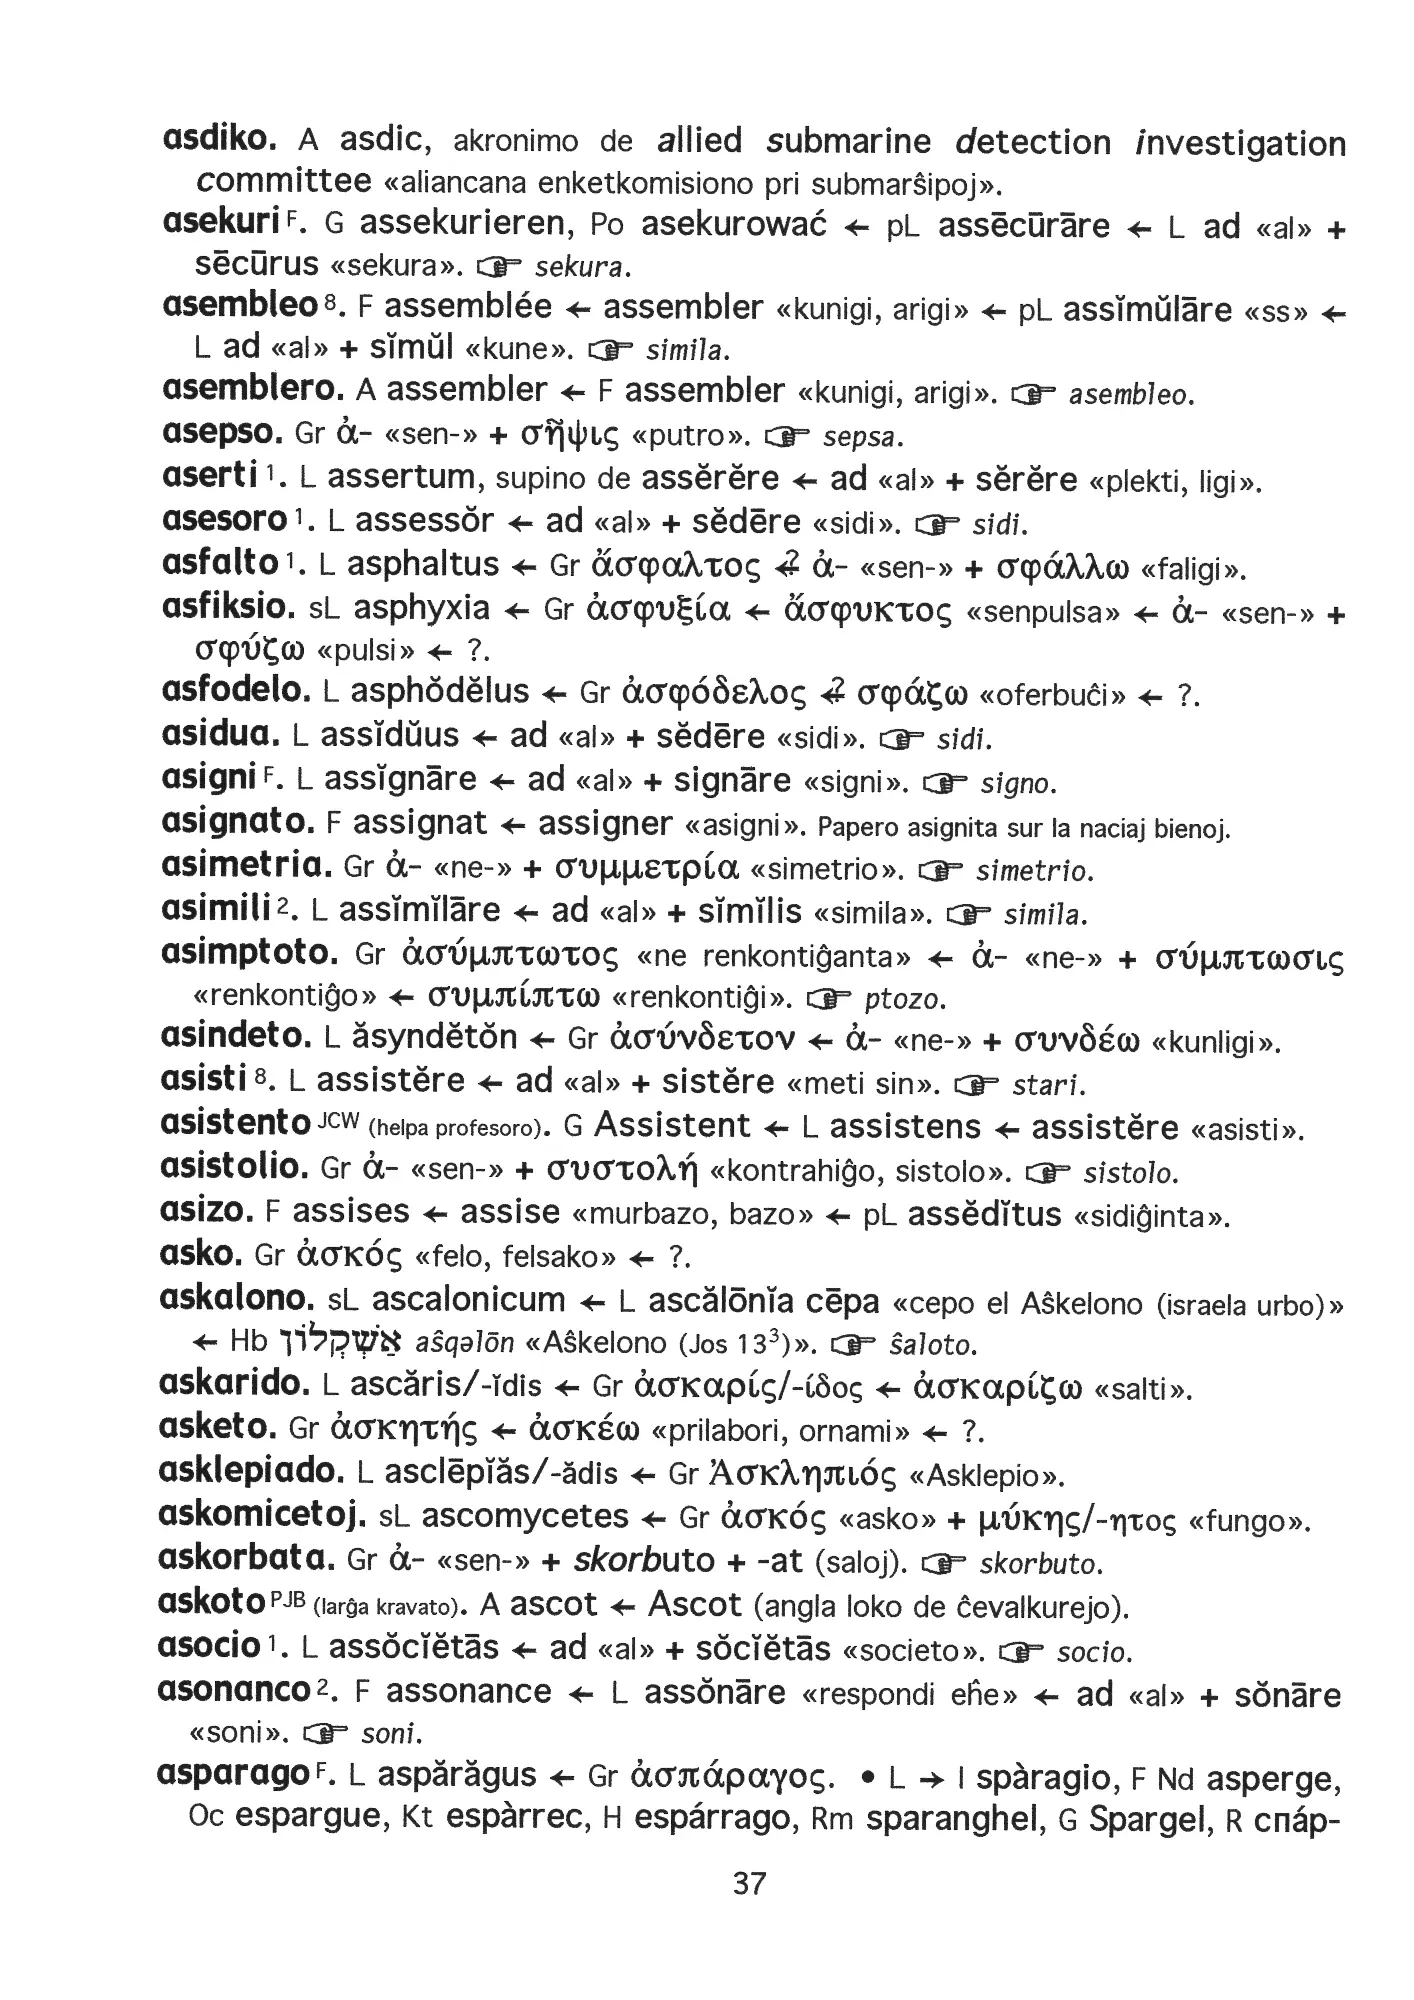 asdiko. A asdic, akronimo de allied submarine detection investigation
committee «aliancana enketkomisiono pri submarŝipoj».
asekuri F. G assekurieren, Po asekurować ← pL assēcūrāre ← L ad «al» +
sēcūrus «sekura». ☞ sekura.
asembleo 8. F assemblée ← assembler «kunigi, arigi» ← pL assĭmŭlāre «ss» ←
L ad «al» + sĭmŭl «kune». ☞ simila.
asemblero. A assembler ← F assembler «kunigi, arigi». ☞ asembleo.
asepso. Gr ἀ- «sen-» + σῆψις «putro». ☞ sepsa.
aserti 1. L assertum, supino de assĕrĕre ← ad «al» + sĕrĕre «plekti, ligi».
asesoro 1. L assessŏr ← ad «al» + sĕdēre «sidi». ☞ sidi.
asfalto 1. L asphaltus ← Gr ἄσφαλτος ←? ἀ- «sen-» + σφάλλω «faligi».
asfiksio. sL asphyxia ← Gr ἀσφυξία ← ἄσφυκτος «senpulsa» ← ἀ- «sen-» +
σφύζω «pulsi» ← ?.
asfodelo. L asphŏdĕlus ← Gr ἀσφόδελος ←? σφάζω «oferbuĉi» ← ?.
asidua. L assĭdŭus ← ad «al» + sĕdēre «sidi». ☞ sidi.
asigni F. L assĭgnāre ← ad «al» + signāre «signi». ☞ signo.
asignato. F assignat ← assigner «asigni». Papero asignita sur la naciaj bienoj.
asimetria. Gr ἀ- «ne-» + συμμετρία «simetrio». ☞ simetrio.
asimili 2. L assĭmĭlāre ← ad «al» + sĭmĭlis «simila». ☞ simila.
asimptoto. Gr ἀσύμπτωτος «ne renkontiĝanta» ← ἀ- «ne-» + σύμπτωσις
«renkontiĝo» ← συμπίπτω «renkontiĝi». ☞ ptozo.
asindeto. L ăsyndĕtŏn ← Gr ἀσύνδετον ← ἀ- «ne-» + συνδέω «kunligi».
asisti 8. L assistĕre ← ad «al» + sistĕre «meti sin». ☞ stari.
asistento JCW (helpa profesoro). G Assistent ← L assistens ← assistĕre «asisti».
asistolio. Gr ἀ- «sen-» + συστολή «kontrahiĝo, sistolo». ☞ sistolo.
asizo. F assises ← assise «murbazo, bazo» ← pL assĕdĭtus «sidiĝinta».
asko. Gr ἀσκός «felo, felsako» ← ?.
askalono. sL ascalonicum ← L ascălōnĭa cēpa «cepo el Aŝkelono (israela urbo)»
← Hb אַשְׁקְלוֹן aŝqəlōn «Aŝkelono (Jos 13³)». ☞ ŝaloto.
askarido. L ascăris/-ĭdis ← Gr ἀσκαρίς/-ίδος ← ἀσκαρίζω «salti».
asketo. Gr ἀσκητής ← ἀσκέω «prilabori, ornami» ← ?.
asklepiado. L asclēpĭăs/-ădis ← Gr Ἀσκληπιός «Asklepio».
askomicetoj. sL ascomycetes ← Gr ἀσκός «asko» + μύκης/-ητος «fungo».
askorbata. Gr ἀ- «sen-» + skorbuto + -at (saloj). ☞ skorbuto.
askoto PJB (larĝa kravato). A ascot ← Ascot (angla loko de ĉevalkurejo).
asocio 1. L assŏcĭĕtās ← ad «al» + sŏcĭĕtās «societo». ☞ socio.
asonanco 2. F assonance ← L assŏnāre «respondi eĥe» ← ad «al» + sŏnāre
«soni». ☞ soni.
asparago F. L aspărăgus ← Gr ἀσπάραγος. • L → I spàragio, F Nd asperge,
Oc espargue, Kt espàrrec, H espárrago, Rm sparanghel, G Spargel, R спáр-
37